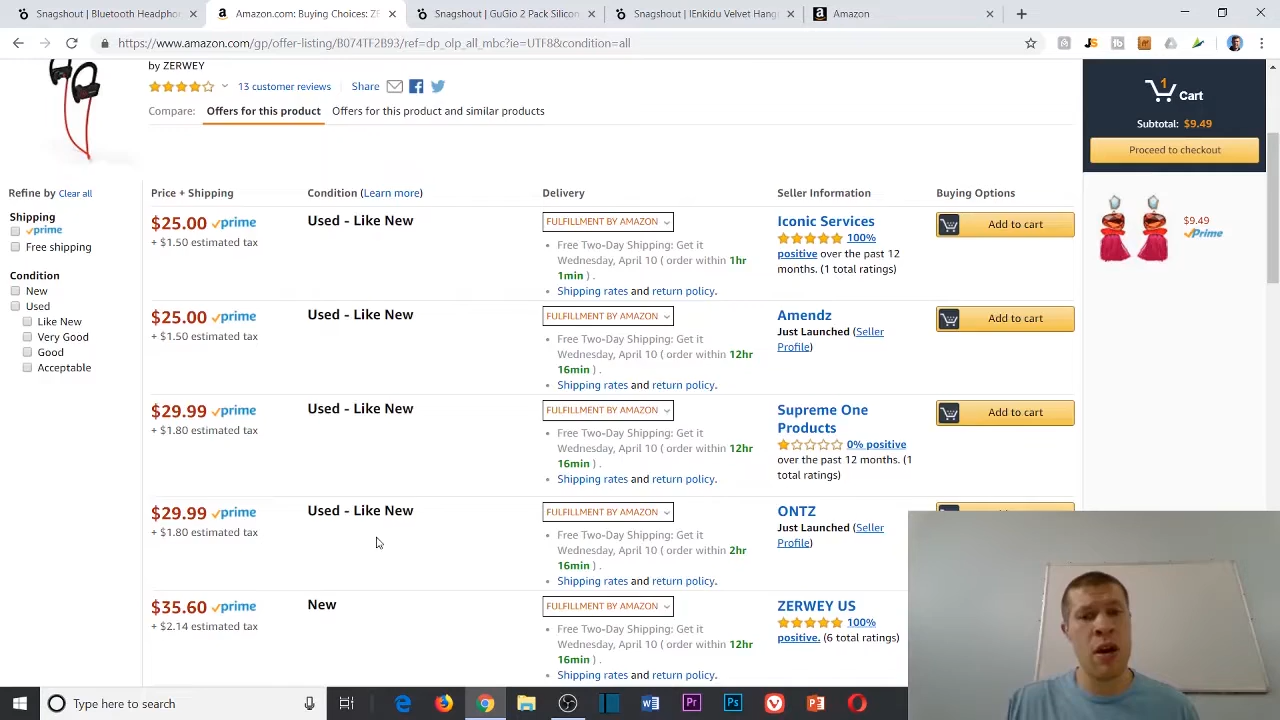 Snagshout | Bluetooth Headphone
Amazon.com: Buying Choices: ZE
Snagshout | GuGio 2 Pack Silicon
Snagshout | IEnkidu Velvet Hang
Amazon
https://www.amazon.com/gp/offer-listing/B074TF2B93/ref=dp_olp_all_mbc?ie=UTF8&condition=all
by ZERWEY
13 customer reviews
Share
Compare: Offers for this product Offers for this product and similar products
1
Cart
Subtotal: $9.49
Proceed to checkout
$9.49
Prime
Refine by Clear all
Shipping
prime
Free shipping
Condition
New
Used
Like New
Very Good
Good
Acceptable
Price + Shipping Condition (Learn more) Delivery Seller Information Buying Options
$25.00 prime
+ $1.50 estimated tax
Used - Like New
FULFILLMENT BY AMAZON
Free Two-Day Shipping: Get it
Wednesday, April 10 ( order within 1hr
1min ) .
Shipping rates and return policy.
Iconic Services
100%
positive over the past 12
months. (1 total ratings)
Add to cart
$25.00 prime
+ $1.50 estimated tax
Used - Like New
FULFILLMENT BY AMAZON
Free Two-Day Shipping: Get it
Wednesday, April 10 ( order within 12hr
16min ) .
Shipping rates and return policy.
Amendz
Just Launched (Seller
Profile)
Add to cart
$29.99 prime
+ $1.80 estimated tax
Used - Like New
FULFILLMENT BY AMAZON
Free Two-Day Shipping: Get it
Wednesday, April 10 ( order within 12hr
16min ) .
Shipping rates and return policy.
Supreme One
Products
0% positive
over the past 12 months. (1
total ratings)
Add to cart
$29.99 prime
+ $1.80 estimated tax
Used - Like New
FULFILLMENT BY AMAZON
Free Two-Day Shipping: Get it
Wednesday, April 10 ( order within 2hr
16min ) .
Shipping rates and return policy.
ONTZ
Just Launched (Seller
Profile)
$35.60 prime
+ $2.14 estimated tax
New
FULFILLMENT BY AMAZON
Free Two-Day Shipping: Get it
Wednesday, April 10 ( order within 12hr
16min ) .
Shipping rates and return policy.
ZERWEY US
100%
positive. (6 total ratings)
Type here to search